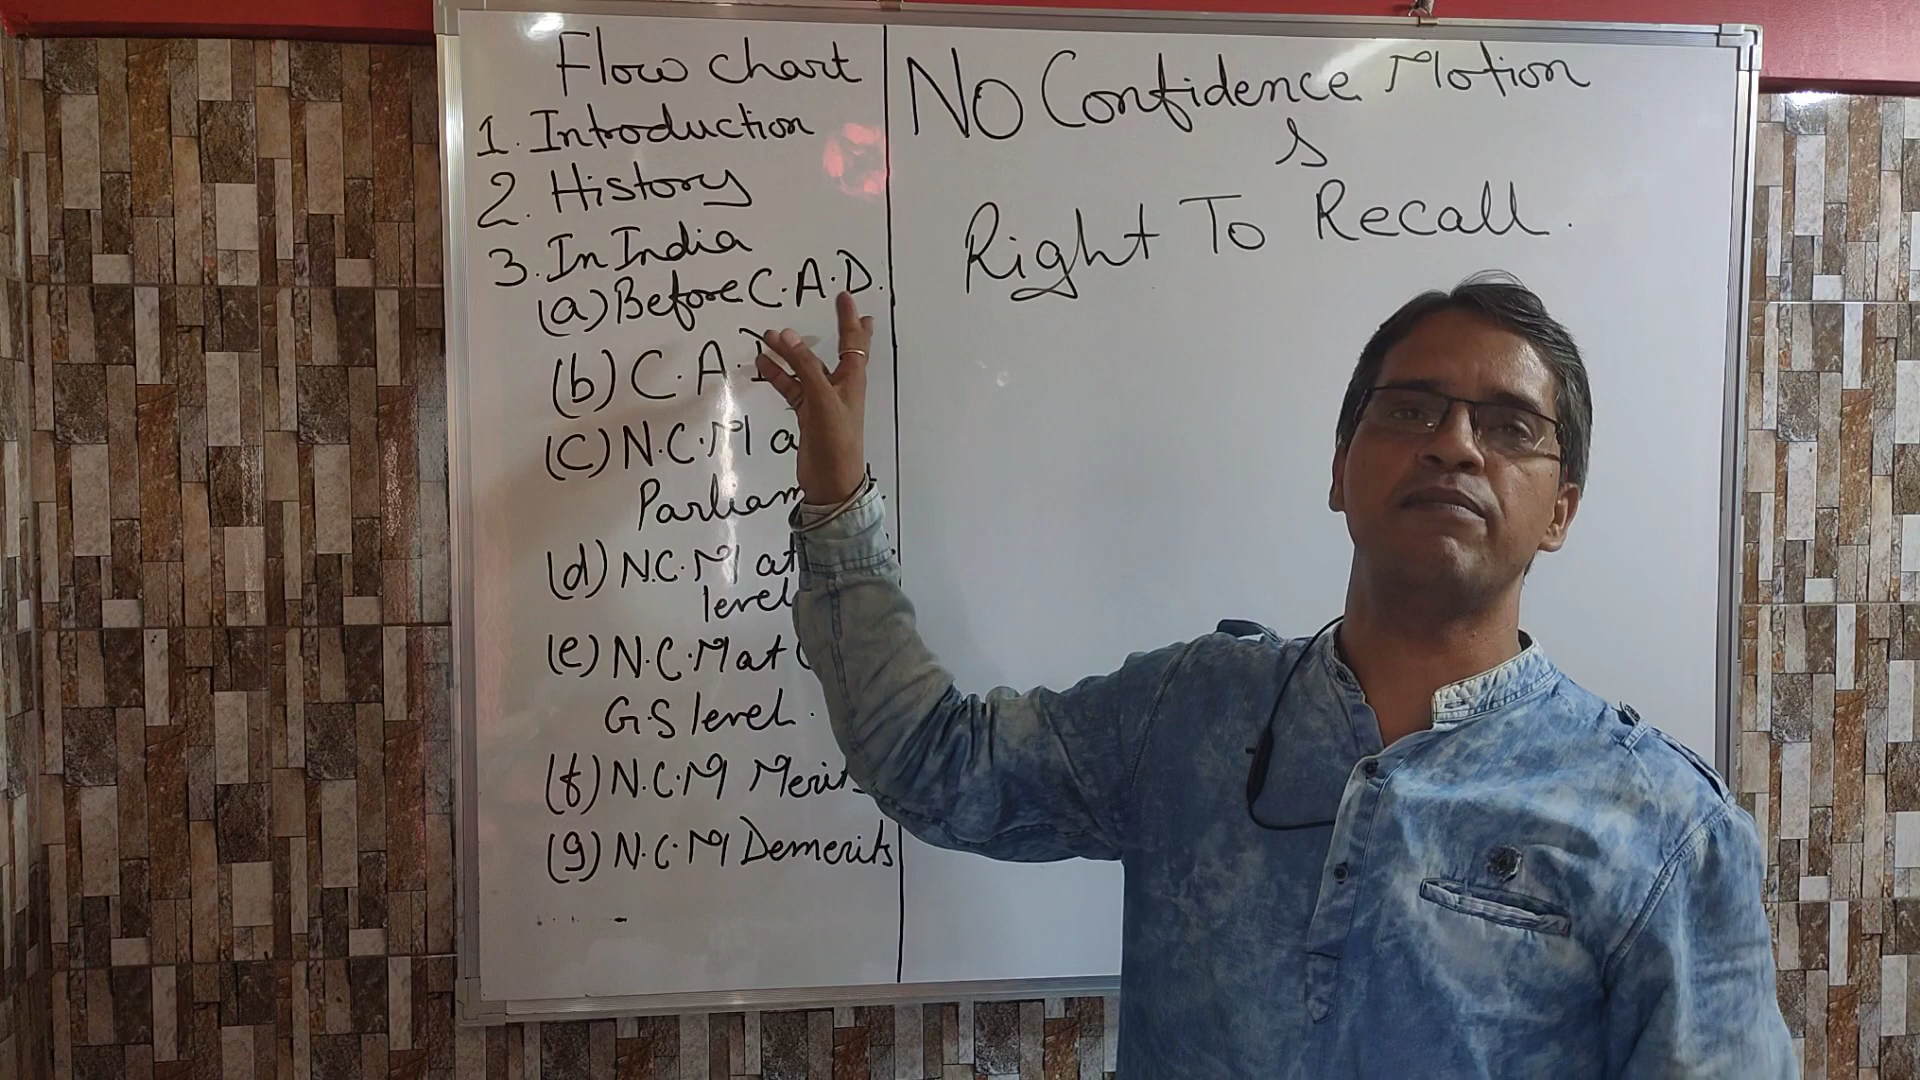 Flow chart
1. Introduction
2. History
3. In India
(a) Before C.A.D.
(b) C.A.D
(C) N.C.M
(d) N.C.M at
level
(e) N.C.M at
G.S level.
(f) N.C.M Merits
(g) N.C.M Demerits
NO Confidence Motion
&
Right To Recall.